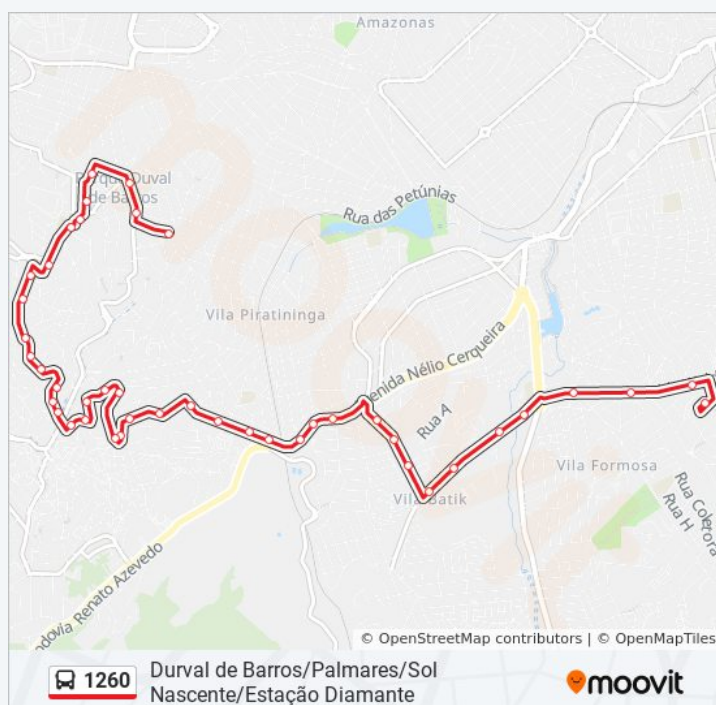 Amazonas
Parque Duval
de Barros
Rua das Petúnias
Vila Piratininga
Avenida Nélio Cerqueira
Rua A
Vila Formosa
Vila Batik
Rua H
Rodovia Renato Azevedo
© OpenStreetMap contributors | © OpenMapTiles
1260
Durval de Barros/Palmares/Sol
Nascente/Estação Diamante
moovit